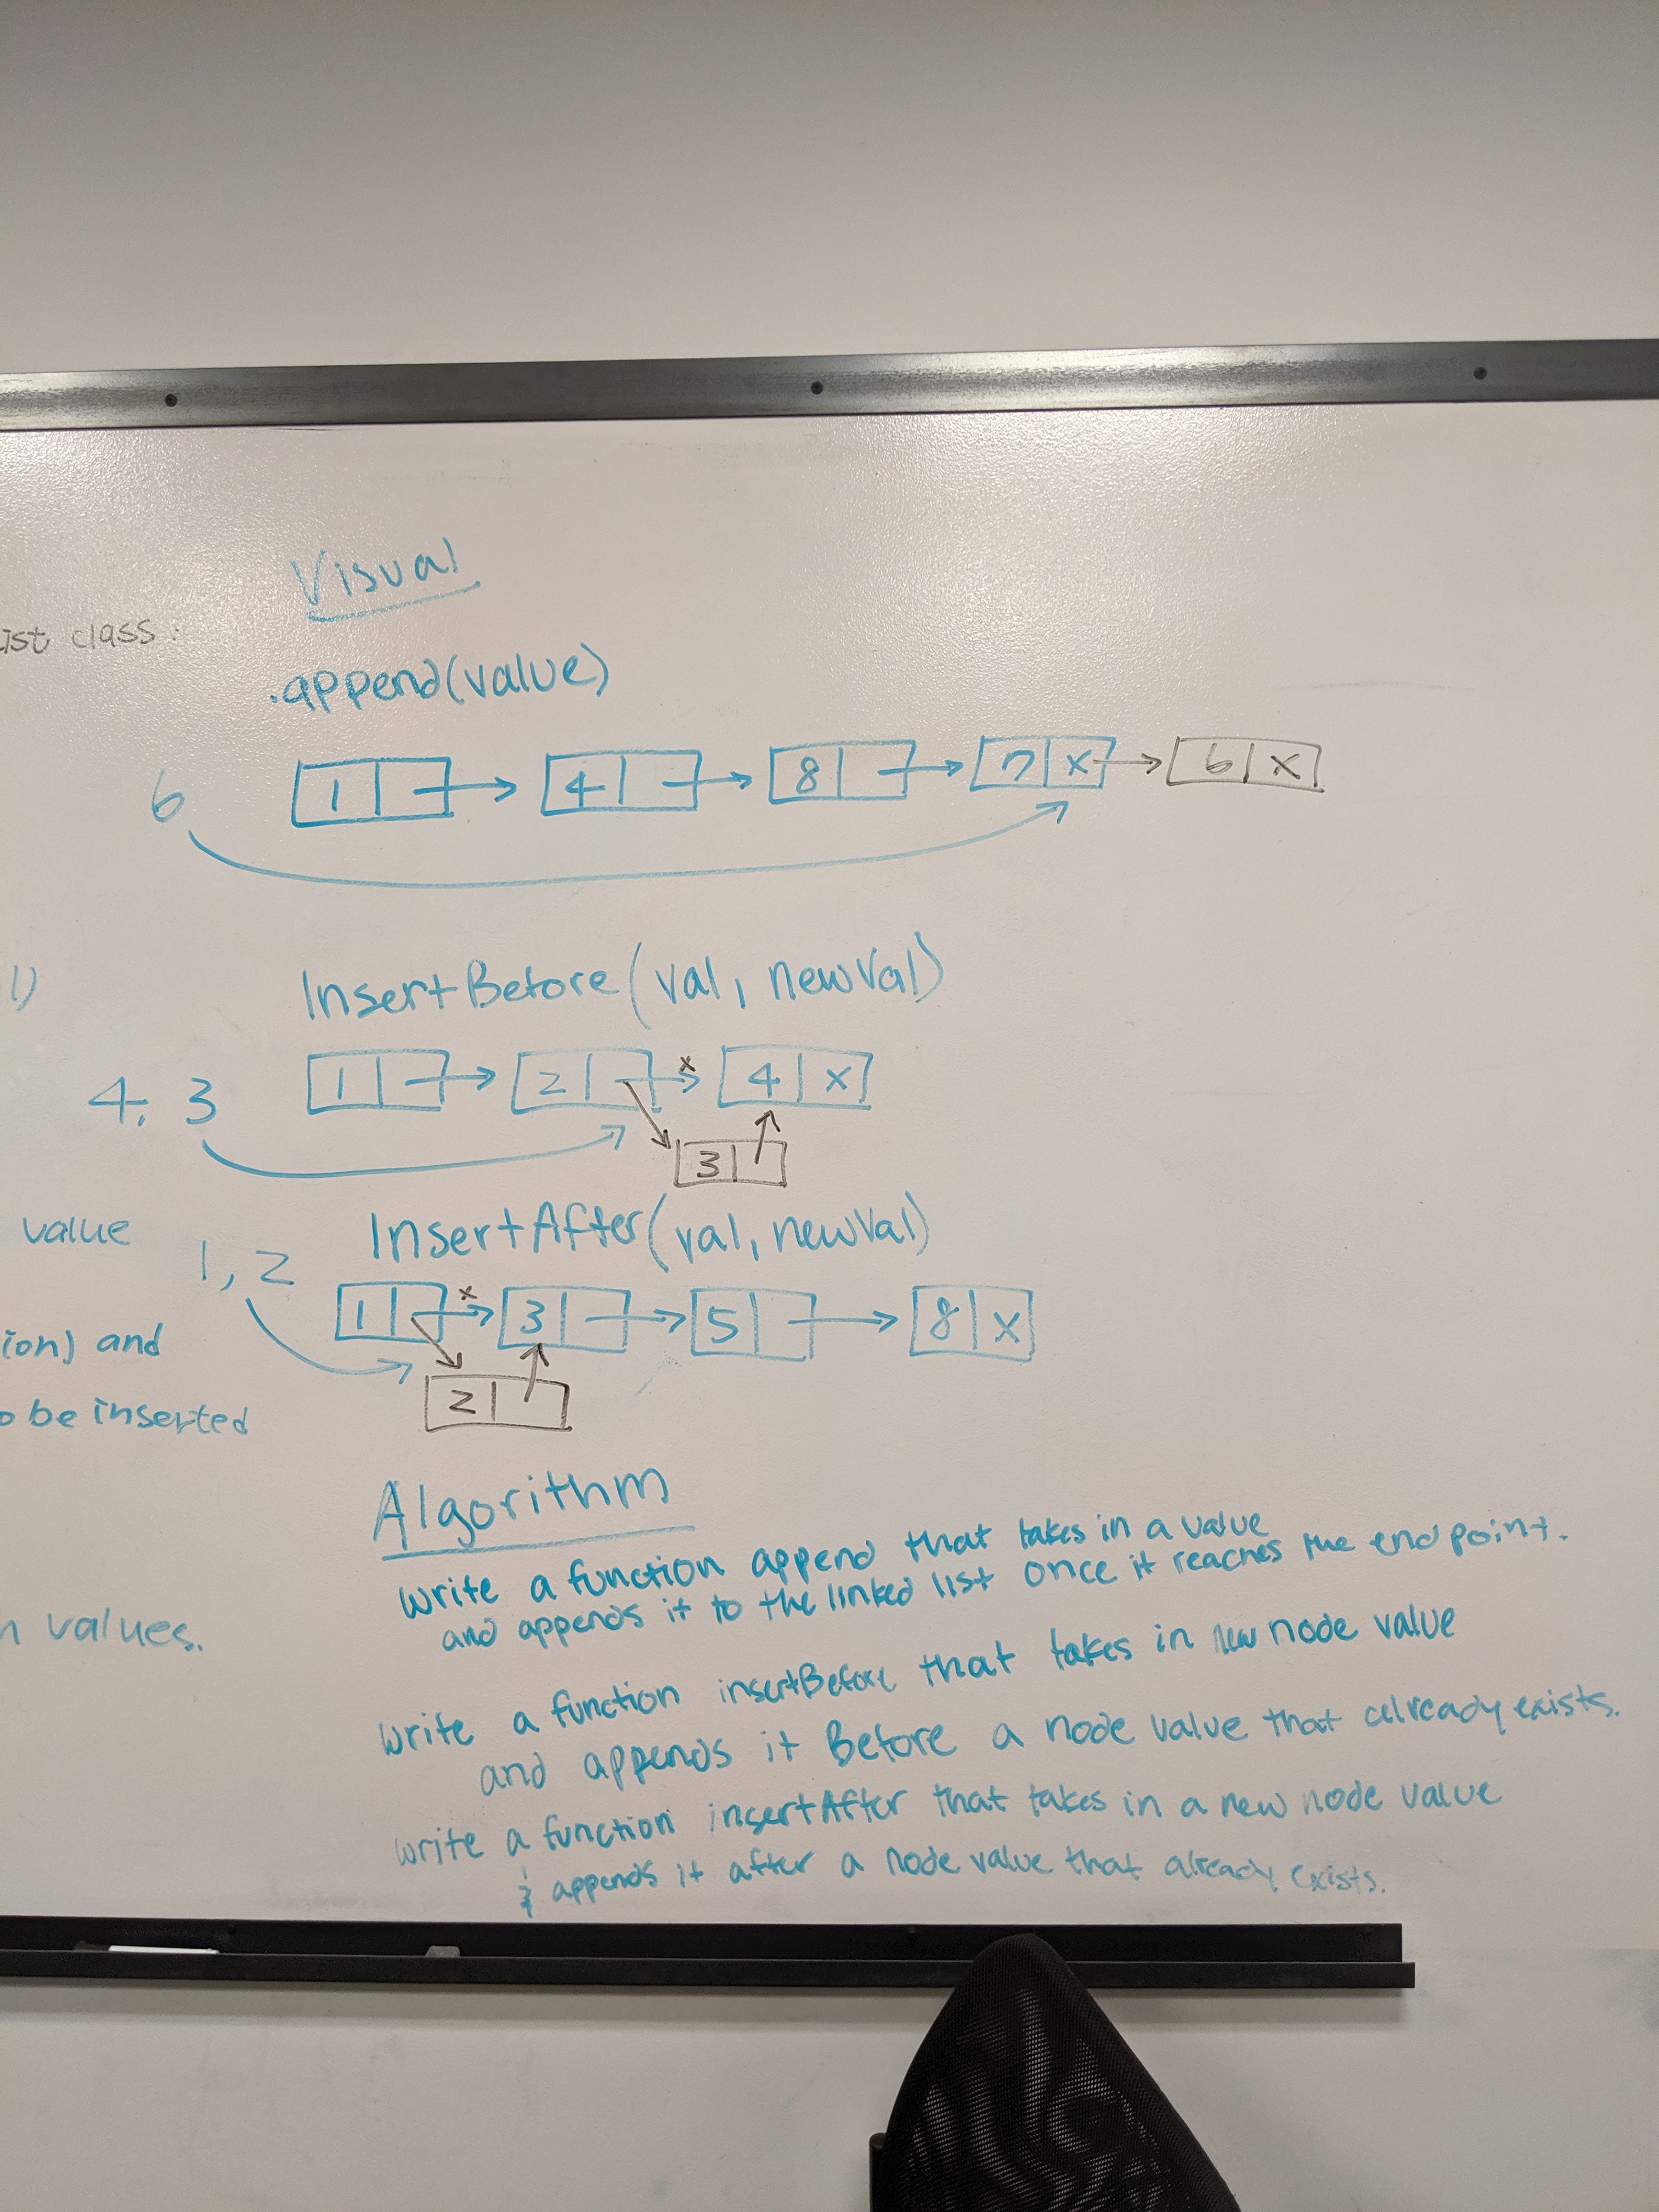 Visual
ist class:
.append(value)
6
1 4 8 7 X 6 X
InsertBefore(val, newVal)
l)
1 2 x 4 X
4, 3
3
InsertAfter(val, newVal)
value
1, 2
1 x 3 5 8 X
ion) and
2
o be inserted
Algorithm
write a function append that takes in a value
and appends it to the linked list once it reaches the endpoint.
n values.
write a function insertBefore that takes in new node value
and appends it Before a node value that already exists.
write a function insertAfter that takes in a new node value
& appends it after a node value that already exists.